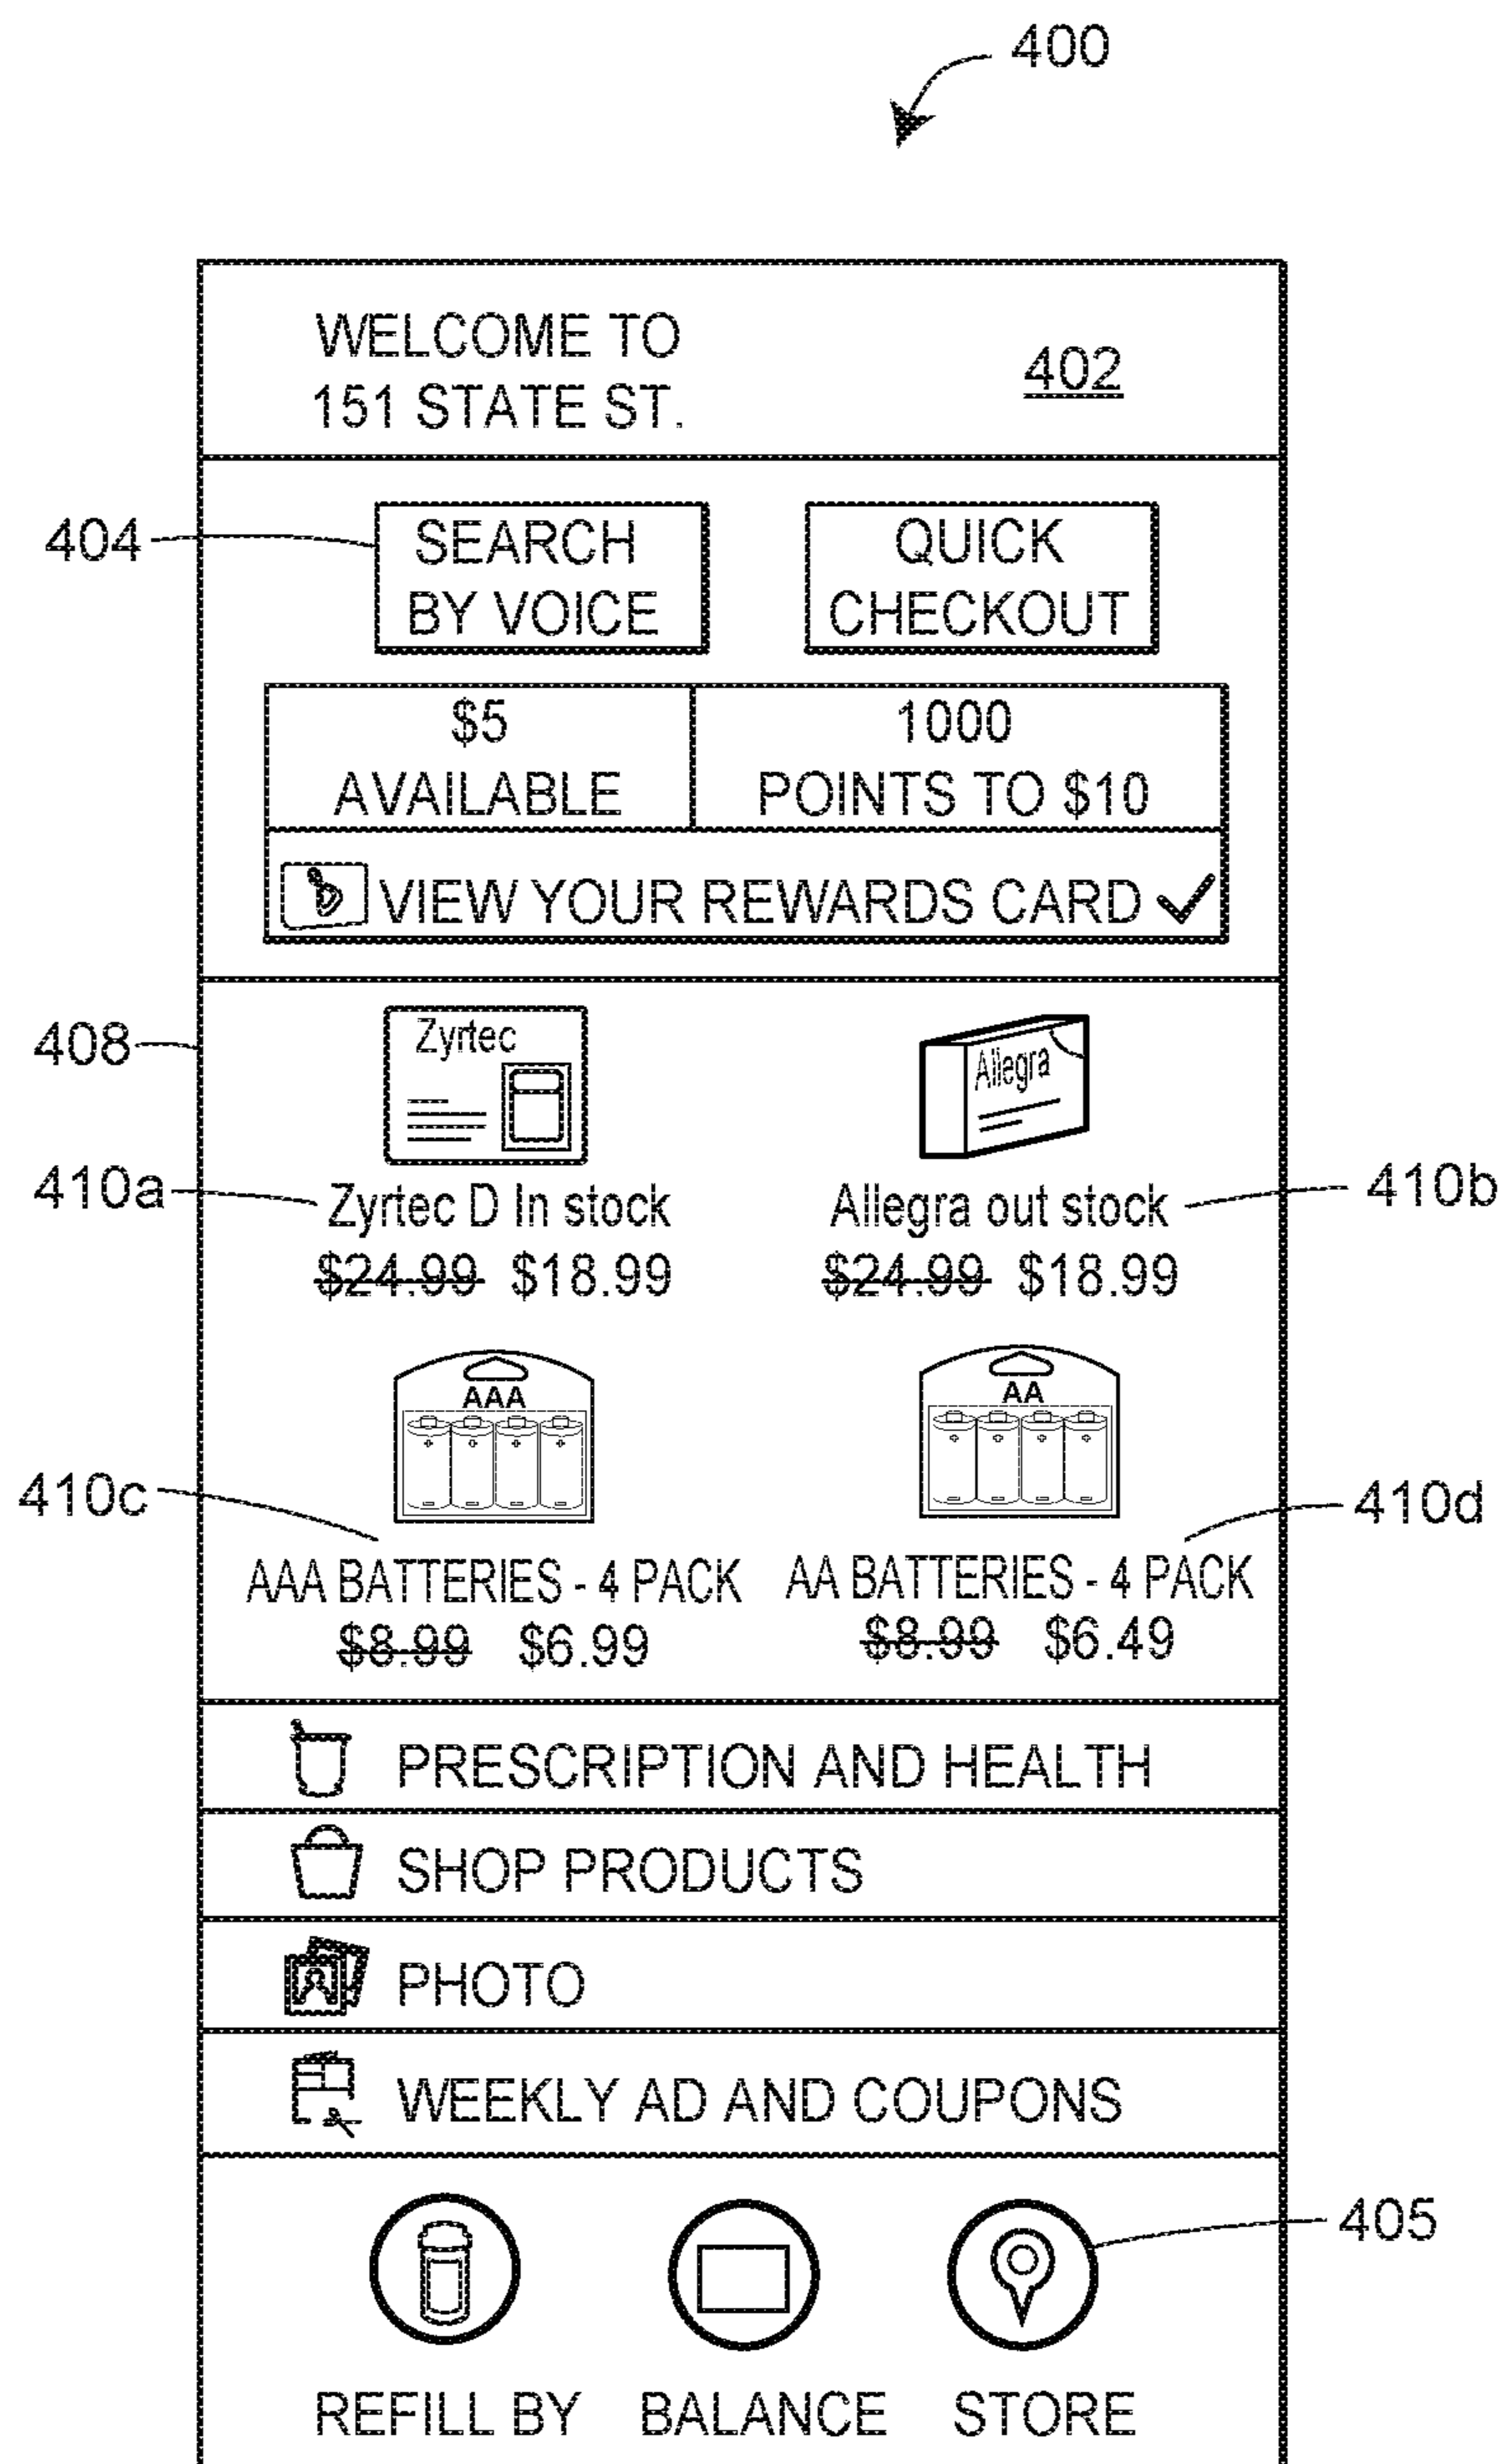 400
WELCOME TO
151 STATE ST.
402
404
SEARCH
BY VOICE
QUICK
CHECKOUT
$5
AVAILABLE
1000
POINTS TO $10
VIEW YOUR REWARDS CARD
408
Zyrtec
Allegra
410a
Zyrtec D In stock
$24.99 $18.99
Allegra out stock
$24.99 $18.99
410b
AAA
AA
410c
AAA BATTERIES - 4 PACK
$8.99 $6.99
AA BATTERIES - 4 PACK
$8.99 $6.49
410d
PRESCRIPTION AND HEALTH
SHOP PRODUCTS
PHOTO
WEEKLY AD AND COUPONS
405
REFILL BY
BALANCE
STORE